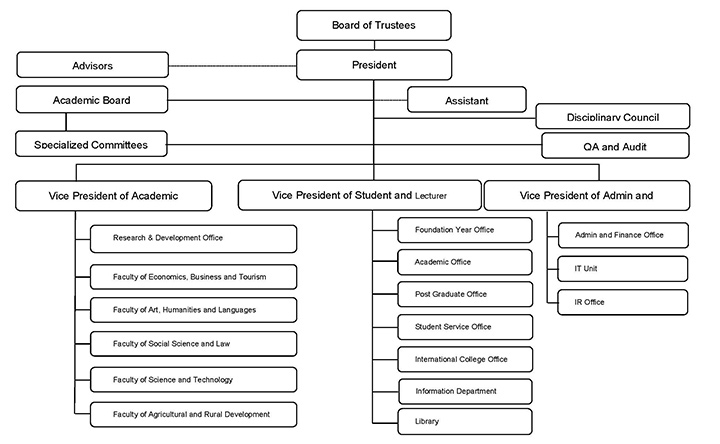 Board of Trustees
Advisors
President
Academic Board
Assistant
Disciplinary Council
Specialized Committees
QA and Audit
Vice President of Academic
Vice President of Student and Lecturer
Vice President of Admin and
Research & Development Office
Faculty of Economics, Business and Tourism
Faculty of Art, Humanities and Languages
Faculty of Social Science and Law
Faculty of Science and Technology
Faculty of Agricultural and Rural Development
Foundation Year Office
Academic Office
Post Graduate Office
Student Service Office
International College Office
Information Department
Library
Admin and Finance Office
IT Unit
IR Office